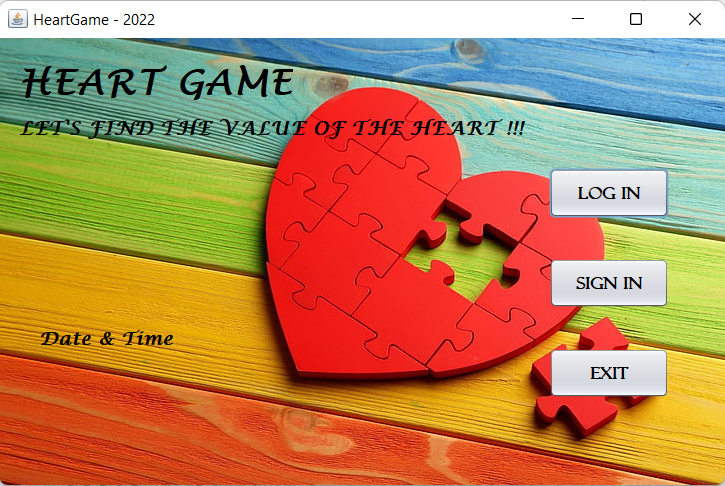 HeartGame - 2022
HEART GAME
LET'S FIND THE VALUE OF THE HEART !!!
LOG IN
SIGN IN
Date & Time
EXIT